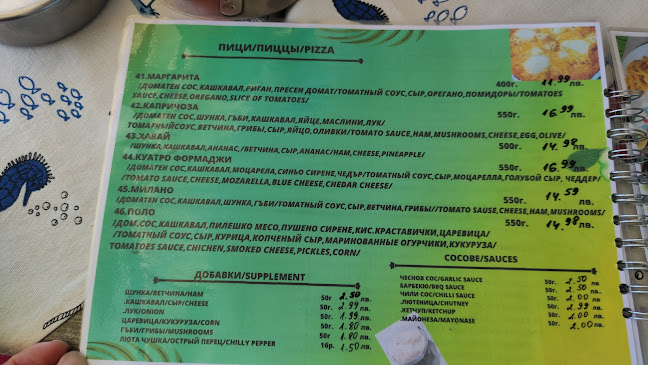 ПИЦИ/ПИЦЦЫ/PIZZA
41.МАРГАРИТА
/ДОМАТЕН СОС,КАШКАВАЛ,РИГАН,ПРЕСЕН ДОМАТ/ТОМАТНЫЙ СОУС,СЫР,ОРЕГАНО,ПОМИДОРЫ/TOMATOES 400г. 11.99 лв.
SAUCE,CHEESE,OREGANO,SLICE OF TOMATOES/
42.КАПРИЧОЗА
/ДОМАТЕН СОС,ШУНКА,ГЪБИ,КАШКАВАЛ,ЯЙЦЕ,МАСЛИНИ,ЛУК/ 550г. 16.99 лв.
ТОМАТНЫЙСОУС,ВЕТЧИНА,ГРИБЫ,СЫР,ЯЙЦО,ОЛИВКИ/TOMATO SAUCE,HAM,MUSHROOMS,CHEESE,EGG,OLIVE/
43.ХАВАЙ
/ШУНКА,КАШКАВАЛ,АНАНАС,/ВЕТЧИНА,СЫР,АНАНАС/HAM,CHEESE,PINEAPPLE/ 500г. 14.98 лв.
44.КУАТРО ФОРМАДЖИ
/ДОМАТЕН СОС,КАШКАВАЛ,МОЦАРЕЛА,СИНЬО СИРЕНЕ,ЧЕДЪР/ТОМАТНЫЙ СОУС,СЫР,МОЦАРЕЛЛА,ГОЛУБОЙ СЫР, ЧЕДДЕР/ 550г. 16.99 лв.
/TOMATO SAUCE,CHEESE,MOZARELLA,BLUE CHEESE,CHEDAR CHEESE/
45.МИЛАНО 14.59
/ДОМАТЕН СОС,КАШКАВАЛ,ШУНКА,ГЪБИ/ТОМАТНЫЙ СОУС,СЫР,ВЕТЧИНА,ГРИБЫ//TOMATO SAUSE,CHEESE,HAM,MUSHROOMS/ 550г. лв.
46.ПОЛО
/ДОМ.СОС,КАШКАВАЛ,ПИЛЕШКО МЕСО,ПУШЕНО СИРЕНЕ,КИС.КРАСТАВИЧКИ,ЦАРЕВИЦА/ 550г. 14.98 лв.
/ТОМАТНЫЙ СОУС,СЫР,КУРИЦА,КОПЧЕНЫЙ СЫР,МАРИНОВАННЫЕ ОГУРЧИКИ,КУКУРУЗА/
TOMATOES SAUCE,CHICHEN,SMOKED CHEESE,PICKLES,CORN/
ДОБАВКИ/SUPPLEMENT
ШУНКА/ВЕТЧИНА/HAM 50г. 2.50 лв.
.КАШКАВАЛ/СЫР/CHEESE 50г. 2.99 лв.
.ЛУК/ONION 50г. 1.99 лв.
ЦАРЕВИЦА/КУКУРУЗА/CORN 50г. 1.80 лв.
ГЪБИ/ГРИБЫ/MUSHROOMS 50г 1.80 лв.
ЛЮТА ЧУШКА/ОСТРЫЙ ПЕРЕЦ/CHILLY PEPPER 1бр. 1.50 лв.
СОСОВЕ/SAUCES
ЧЕСНОВ СОС/GARLIC SAUCE 50г. 2.50 лв.
БАРБЕКЮ/BBQ SAUCE 50г. 2.50 лв
ЧИЛИ СОС/CHILLI SAUCE 50г. 2.00 лв
.ЛЮТЕНИЦА/CHUTNEY 50г. 2.99 лв.
.КЕТЧУП/KETCHUP 50г. 2.00 лв.
.МАЙОНЕЗА/MAYONASE 50г. 2.00 лв.